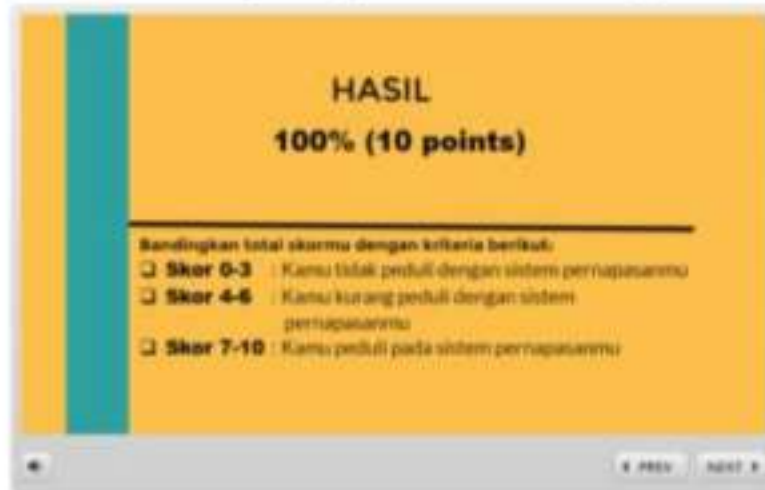 HASIL
100% (10 points)
Bandingkan total skormu dengan kriteria berikut:
❑ Skor 0-3 : Kamu tidak peduli dengan sistem pernapasanmu
❑ Skor 4-6 : Kamu kurang peduli dengan sistem
pernapasanmu
❑ Skor 7-10 : Kamu peduli pada sistem pernapasanmu
PREV NEXT